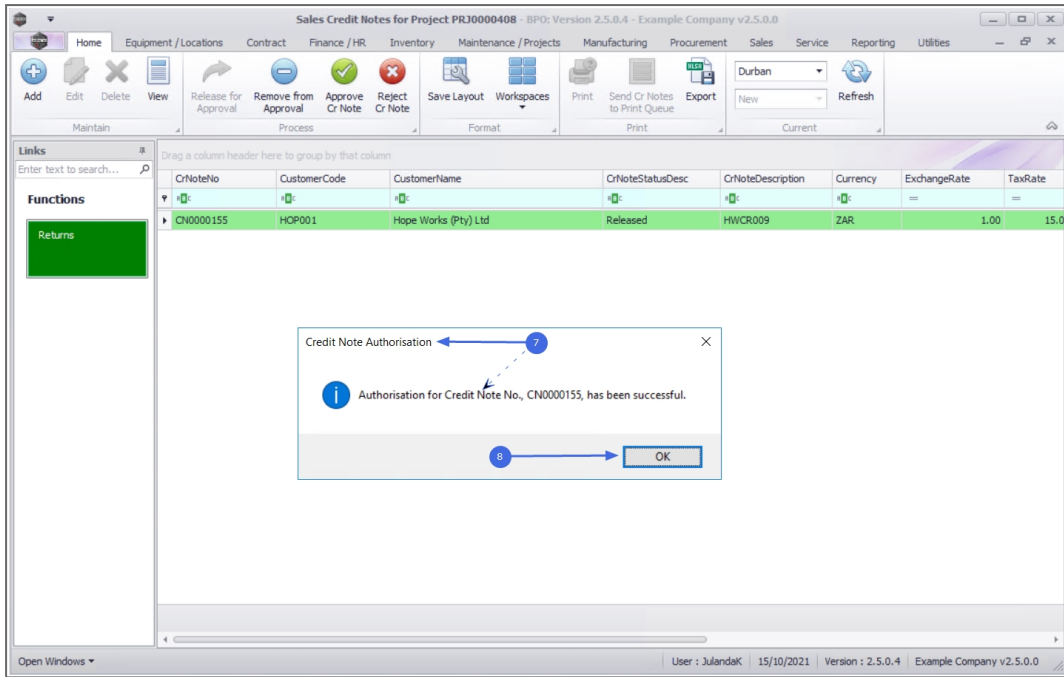 Sales Credit Notes for Project PRJ0000408 - BPO: Version 2.5.0.4 - Example Company v2.5.0.0
Home Equipment / Locations Contract Finance / HR Inventory Maintenance / Projects Manufacturing Procurement Sales Service Reporting Utilities
Add Edit Delete View Release for Approval Remove from Approval Approve Cr Note Reject Cr Note Save Layout Workspaces Print Send Cr Notes to Print Queue Export Durban New Refresh
Maintain Process Format Print Current
Links
Enter text to search...
Drag a column header here to group by that column
CrNoteNo CustomerCode CustomerName CrNoteStatusDesc CrNoteDescription Currency ExchangeRate TaxRate
Functions
= =
CN0000155 HOP001 Hope Works (Pty) Ltd Released HWCR009 ZAR 1.00 15.0
Returns
Credit Note Authorisation 7
Authorisation for Credit Note No., CN0000155, has been successful.
8 OK
Open Windows User : JulandaK 15/10/2021 Version : 2.5.0.4 Example Company v2.5.0.0